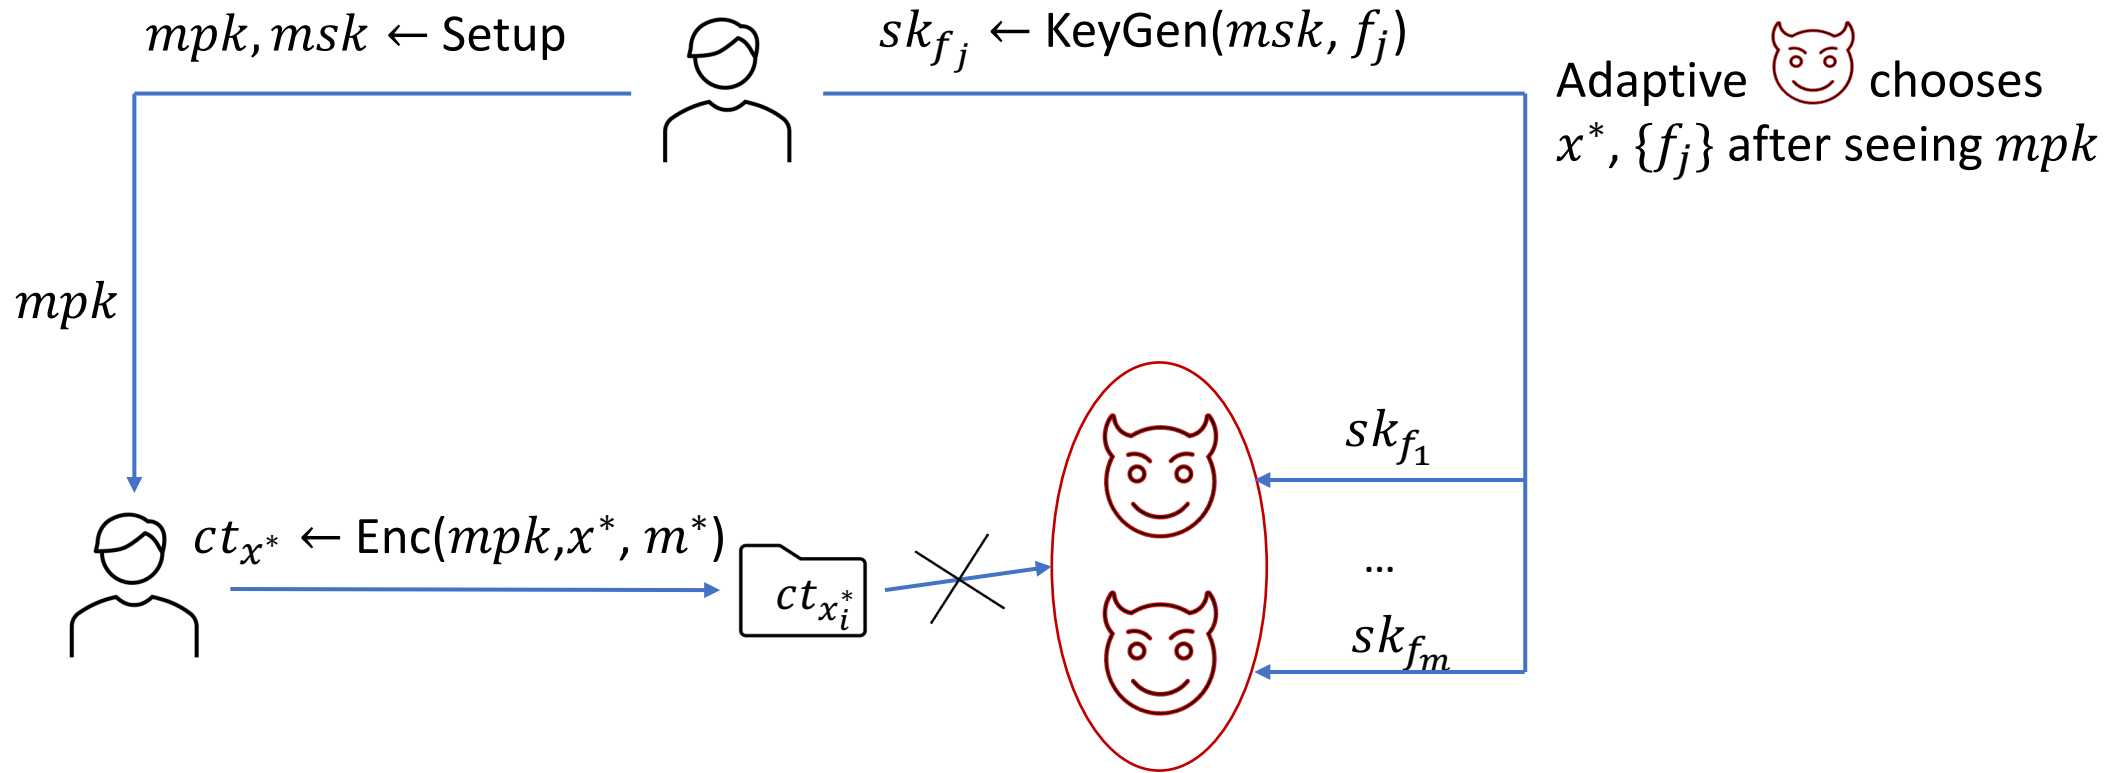 mpk, msk ← Setup
sk_{f_j} ← KeyGen(msk, f_j)
Adaptive chooses
x*, {f_j} after seeing mpk
mpk
sk_{f_1}
ct_{x*} ← Enc(mpk,x*, m*)
...
ct_{x_i^*}
sk_{f_m}